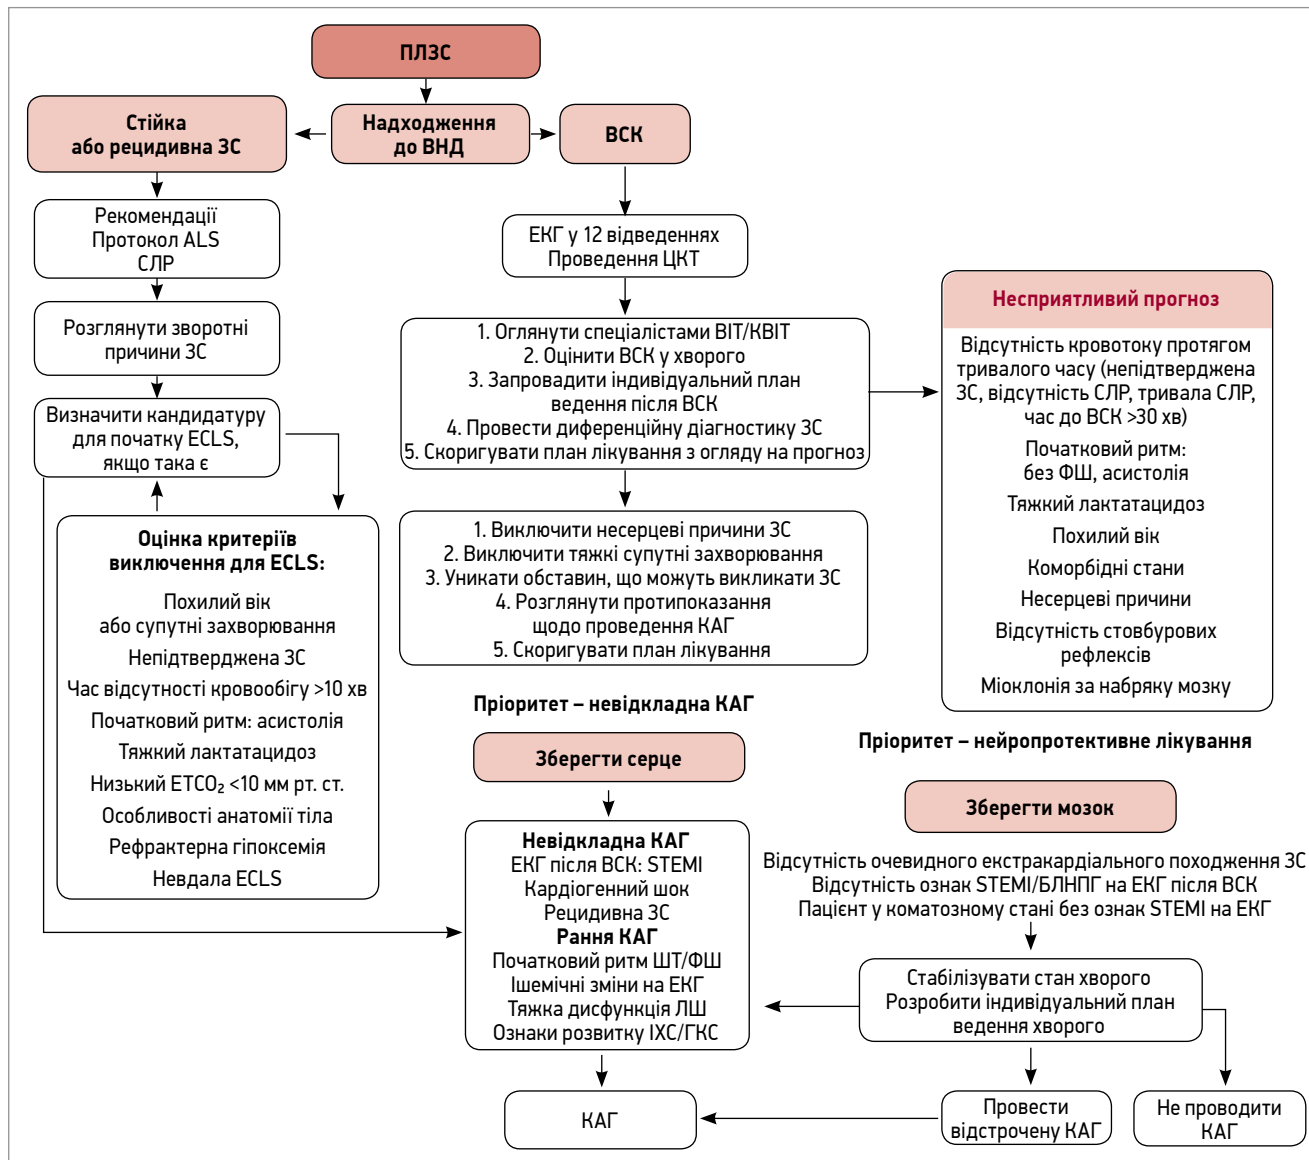 ПЛЗС
Стійка
або рецидивна ЗС
Надходження
до ВНД
ВСК
Рекомендації
Протокол ALS
СЛР
Розглянути зворотні
причини ЗС
Визначити кандидатуру
для початку ECLS,
якщо така є
Оцінка критеріїв
виключення для ECLS:
Похилий вік
або супутні захворювання
Непідтверджена ЗС
Час відсутності кровообігу >10 хв
Початковий ритм: асистолія
Тяжкий лактатацидоз
Низький ETCO₂ <10 мм рт. ст.
Особливості анатомії тіла
Рефрактерна гіпоксемія
Невдала ECLS
ЕКГ у 12 відведеннях
Проведення ЦКТ
1. Оглянути спеціалістами ВІТ/КВІТ
2. Оцінити ВСК у хворого
3. Запровадити індивідуальний план
ведення після ВСК
4. Провести диференційну діагностику ЗС
5. Скоригувати план лікування з огляду на прогноз
1. Виключити несерцеві причини ЗС
2. Виключити тяжкі супутні захворювання
3. Уникати обставин, що можуть викликати ЗС
4. Розглянути протипоказання
щодо проведення КАГ
5. Скоригувати план лікування
Несприятливий прогноз
Відсутність кровотоку протягом
тривалого часу (непідтверджена
ЗС, відсутність СЛР, тривала СЛР,
час до ВСК >30 хв)
Початковий ритм:
без ФШ, асистолія
Тяжкий лактатацидоз
Похилий вік
Коморбідні стани
Несерцеві причини
Відсутність стовбурових
рефлексів
Міоклонія за набряку мозку
Пріоритет – невідкладна КАГ
Зберегти серце
Невідкладна КАГ
ЕКГ після ВСК: STEMI
Кардіогенний шок
Рецидивна ЗС
Рання КАГ
Початковий ритм ШТ/ФШ
Ішемічні зміни на ЕКГ
Тяжка дисфункція ЛШ
Ознаки розвитку ІХС/ГКС
КАГ
Пріоритет – нейропротективне лікування
Зберегти мозок
Відсутність очевидного екстракардіального походження ЗС
Відсутність ознак STEMI/БЛНПГ на ЕКГ після ВСК
Пацієнт у коматозному стані без ознак STEMI на ЕКГ
Стабілізувати стан хворого
Розробити індивідуальний план
ведення хворого
Провести
відстрочену КАГ
Не проводити
КАГ